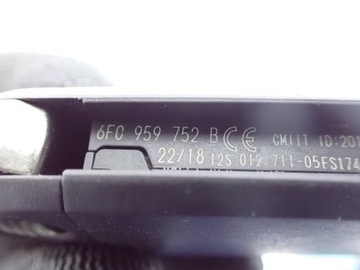 6FC 959 752 B CE CMIIT ID:201
22/18 12S 012 711-05FS174